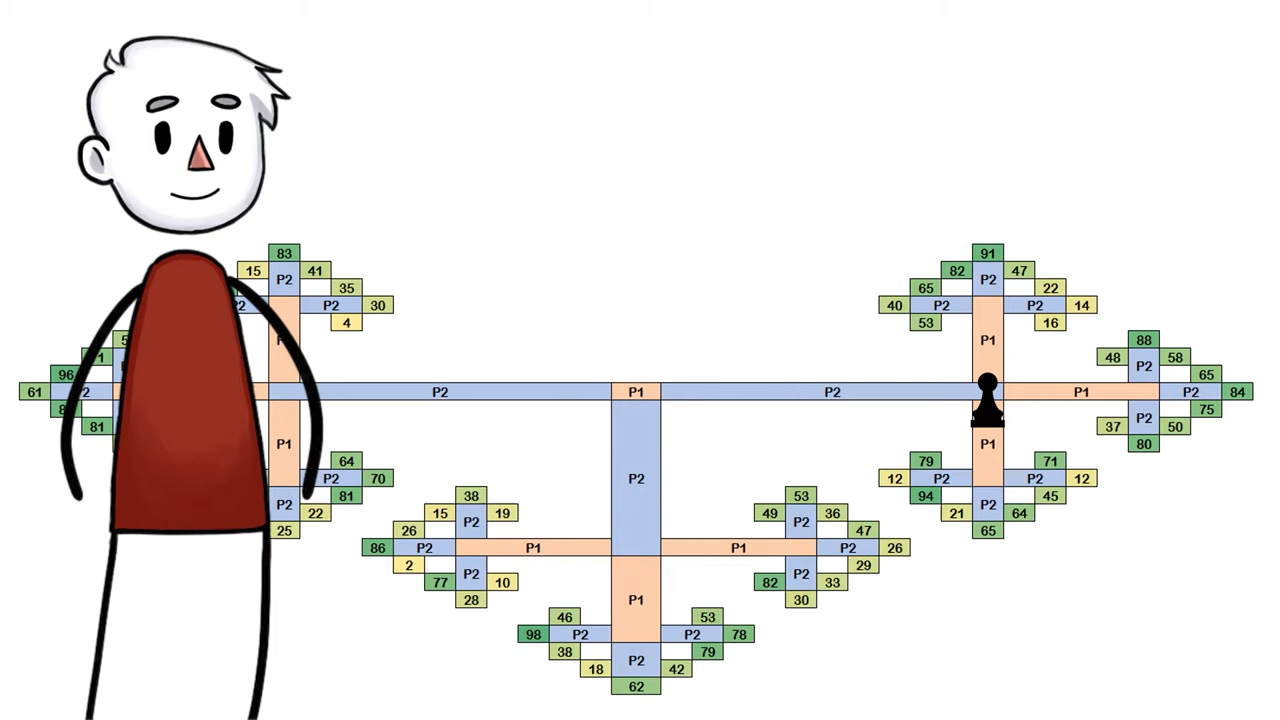 83 91
15 P2 41 82 P2 47
35 65 22
P2 P2 30 40 P2 P2 14
4 53 16
P1
88
48 P2 58
96 65
61 P2 P1 P2 P1 P2 84
75
81 P1 P1 37 P2 50
80
64 79 71
P2 70 12 P2 P2 12
38 53 81 94 45
P2 22 15 P2 19 49 P2 36 21 P2 64
25 26 47 65
86 P2 P1 P1 P2 26
2 29
77 P2 10 82 P2 33
28 P1 30
46 53
98 P2 P2 78
38 79
18 P2 42
62